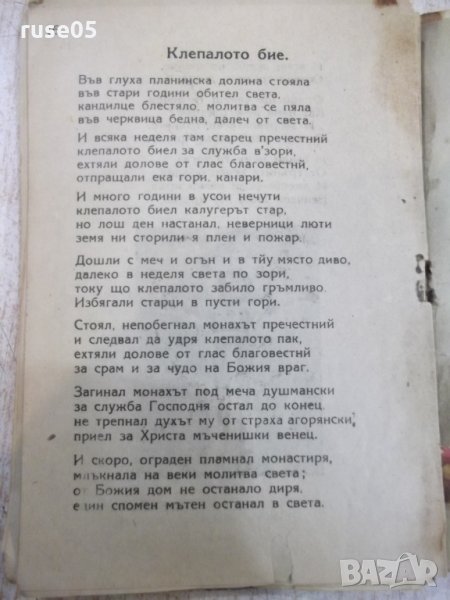 ruse05
Клепалото бие.
Във глуха планинска долина стояла
във стари години обител света,
кандилце блестяло, молитва се пяла
във черквица бедна, далеч от света.
И всяка неделя там старец пречестний
клепалото биел за служба в'зори,
ехтяли долове от глас благовестнй,
отпращали ека гори, канари.
И много години в усои нечути
клепалото биел калугерът стар,
но лош ден настанал, неверници люти
земя ни сторили я плен и пожар.
Дошли с меч и огън и в тйу място диво,
далеко в неделя света по зори,
току що клепалото забило гръмливо.
Избягали старци в пусти гори.
Стоял, непобегнал монахът пречестний
и следвал да удря клепалото пак,
ехтяли долове от глас благовестний
за срам и за чудо на Божия враг.
Загинал монахът под меча душмански
за служба Господня остал до конец,
не трепнал духът му от страха агорянски,
приел за Христа мъченишки венец.
И скоро, ограден пламнал монастиря,
млъкнала на веки молитва света;
от Божия дом не останало диря,
един спомен мътен останал в света.
BAZAR